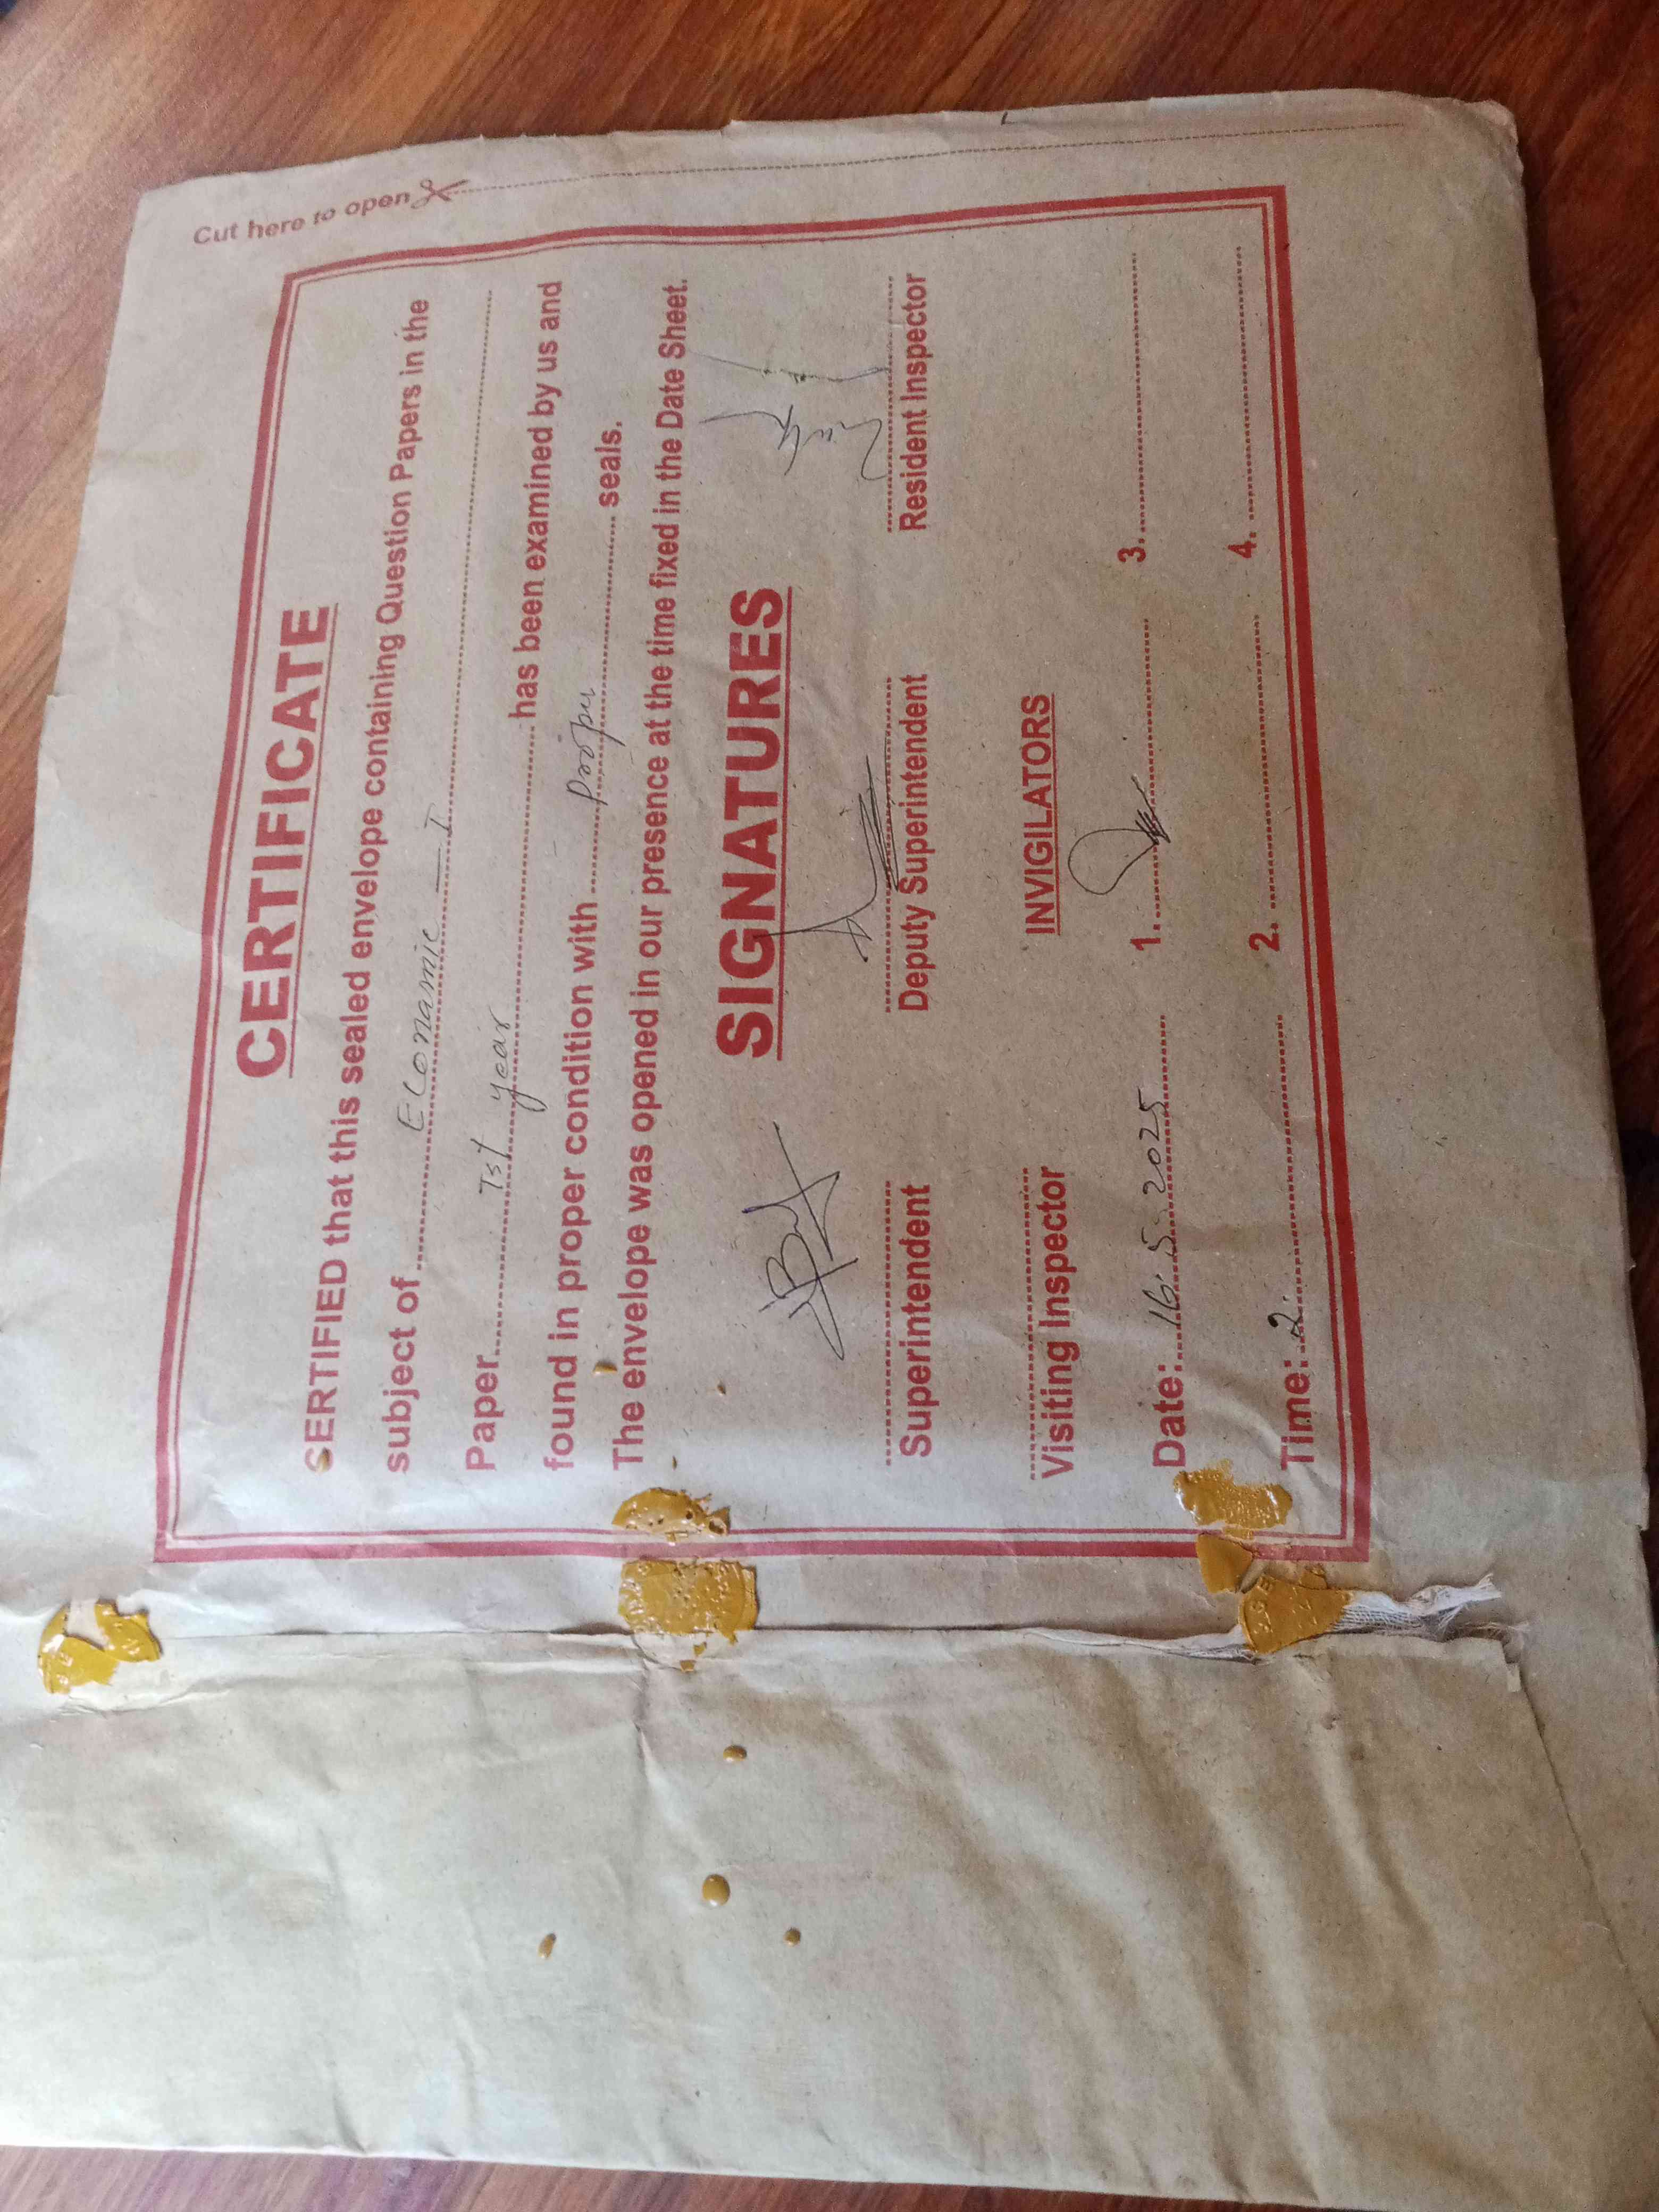 Cut here to open
CERTIFICATE
CERTIFIED that this sealed envelope containing Question Papers in the
subject of Economic - I
Paper Ist year has been examined by us and
found in proper condition with proper seals.
The envelope was opened in our presence at the time fixed in the Date Sheet.
SIGNATURES
Superintendent Deputy Superintendent Resident Inspector
Visiting Inspector INVIGILATORS
Date: 16.5.2025 1. 3.
Time: 2 2. 4.